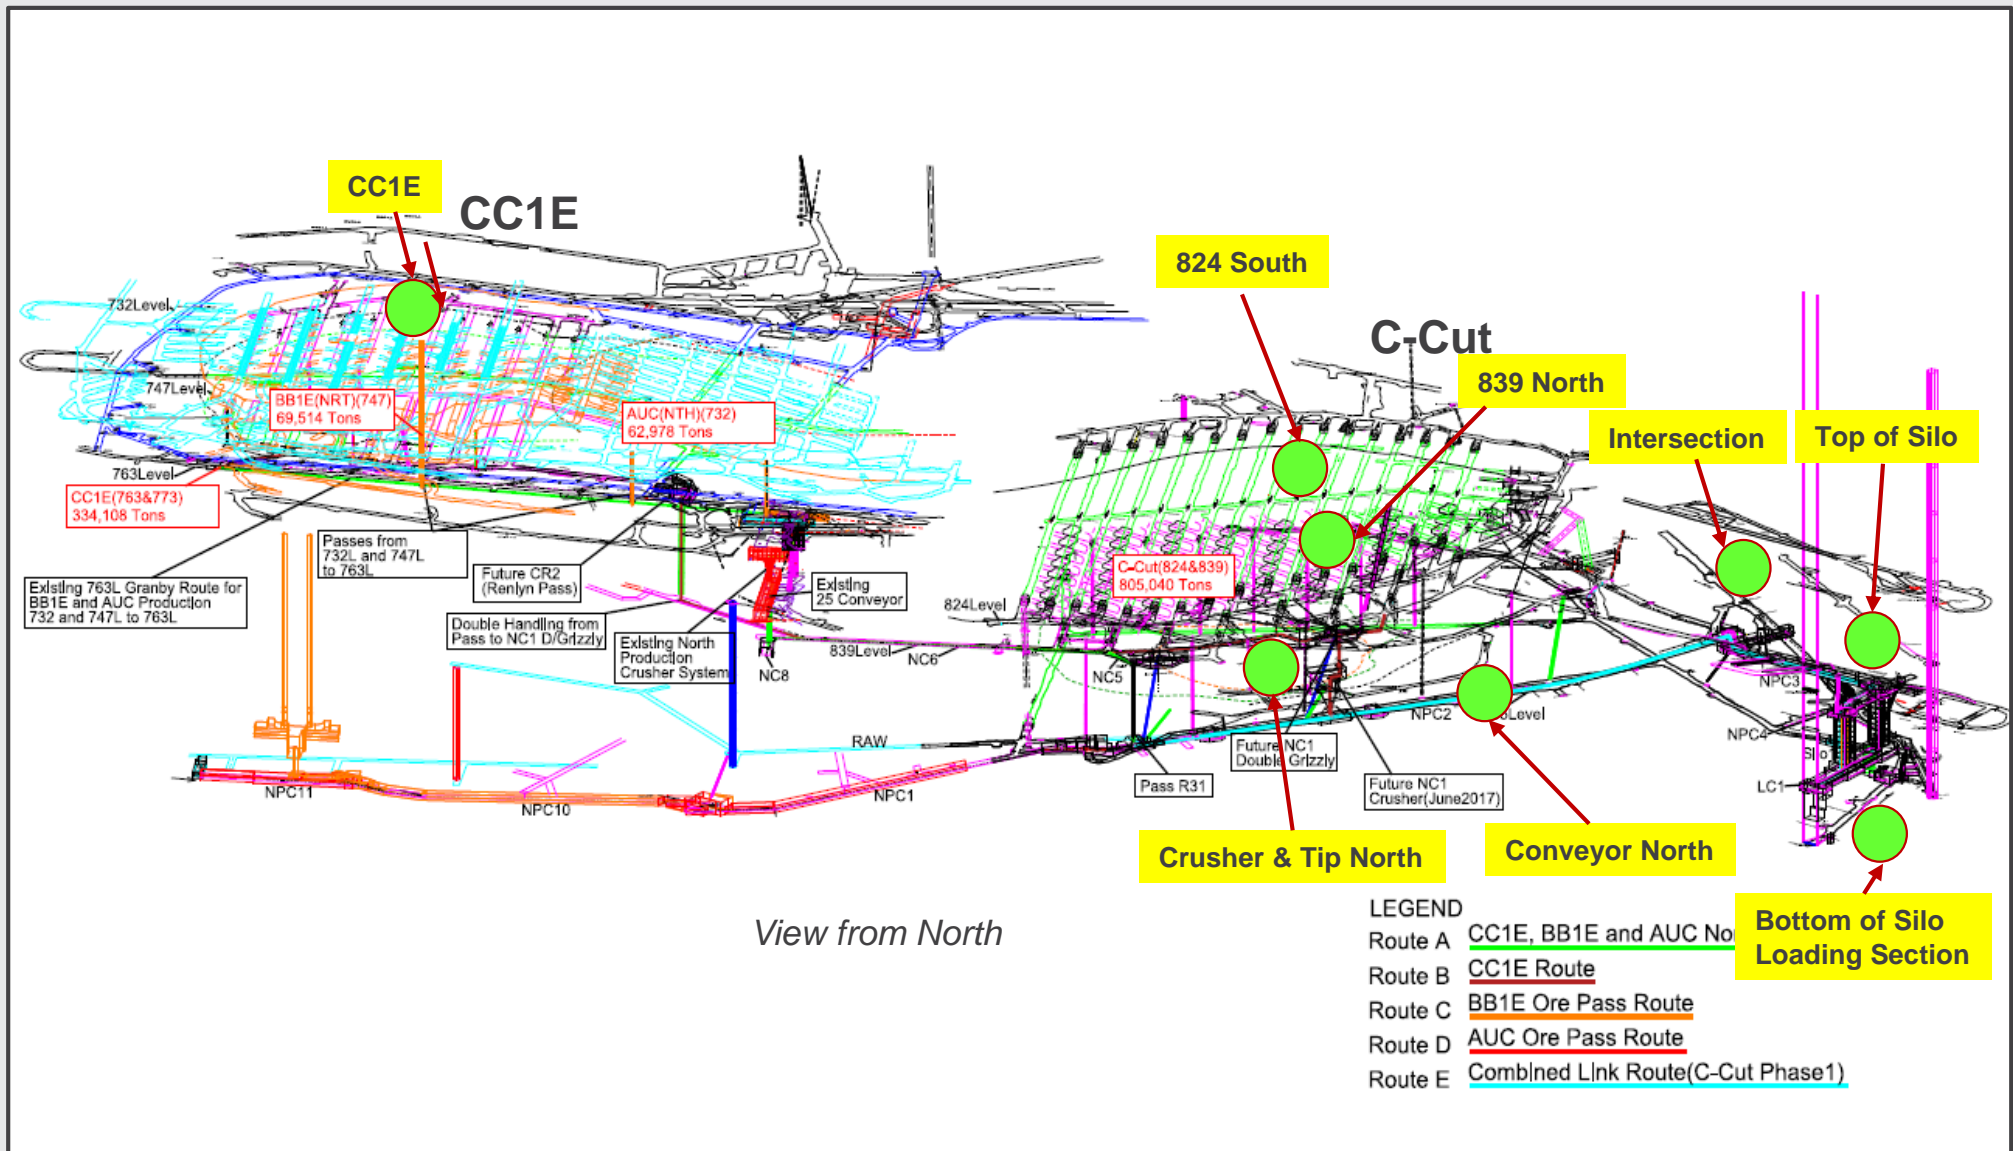 CC1E
CC1E
824 South
C-Cut
839 North
Intersection
Top of Silo
732Level
747Level
BB1E(NRT)(747)
69,514 Tons
AUC(NTH)(732)
62,978 Tons
763Level
CC1E(763&773)
334,108 Tons
Passes from
732L and 747L
to 763L
Existing 763L Granby Route for
BB1E and AUC Production
732 and 747L to 763L
Future CR2
(Renlyn Pass)
Double Handling from
Pass to NC1 D/Grizzly
Existing North
Production
Crusher System
Existing
25 Conveyor
C-Cut(824&839)
805,040 Tons
824Level
839Level
NC6
NC8
NC5
NPC2
Level
NPC3
NPC4
Silo
LC1
RAW
NPC11
NPC10
NPC1
Pass R31
Future NC1
Double Grizzly
Future NC1
Crusher(June2017)
Crusher & Tip North
Conveyor North
Bottom of Silo
Loading Section
View from North
LEGEND
Route A CC1E, BB1E and AUC
Route B CC1E Route
Route C BB1E Ore Pass Route
Route D AUC Ore Pass Route
Route E Combined Link Route(C-Cut Phase1)